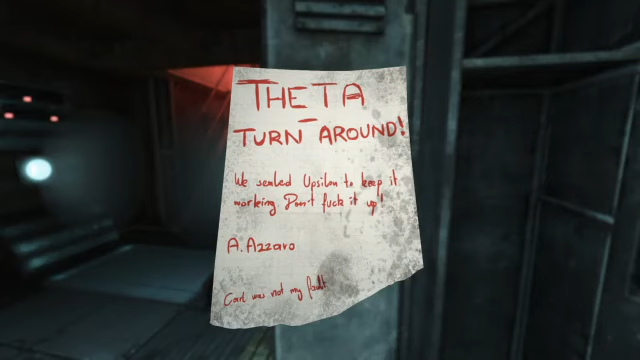 THETA
-
TURN AROUND!
We sealed Upsilon to keep it
working Don't fuck it up!
A. Azzaro
Carl was not my fault